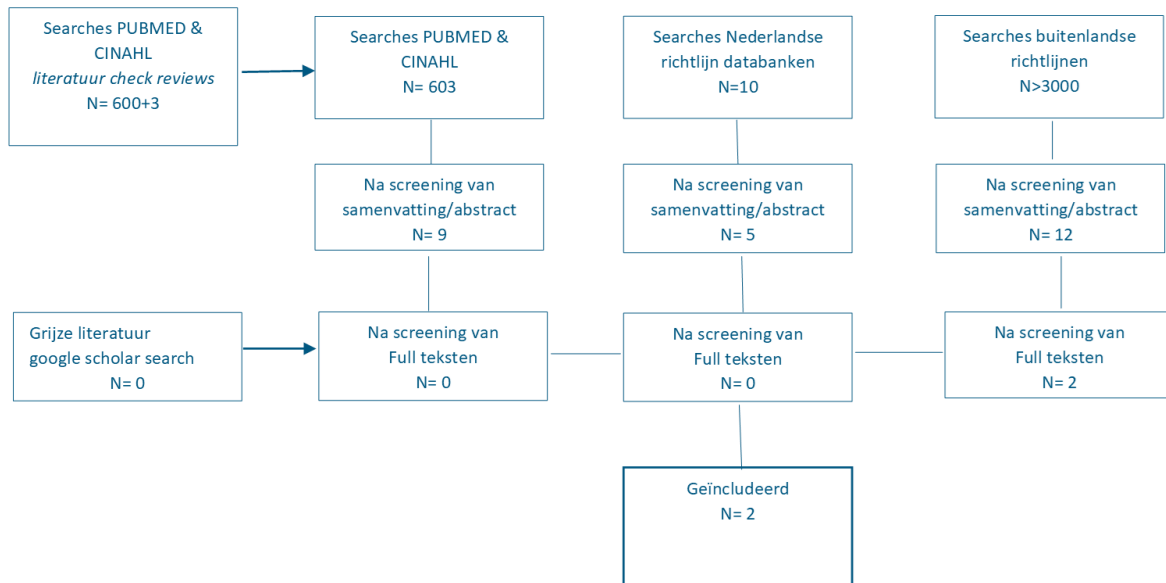 Searches PUBMED &
CINAHL
literatuur check reviews
N= 600+3
Searches PUBMED &
CINAHL
N= 603
Searches Nederlandse
richtlijn databanken
N=10
Searches buitenlandse
richtlijnen
N>3000
Na screening van
samenvatting/abstract
N= 9
Na screening van
samenvatting/abstract
N= 5
Na screening van
samenvatting/abstract
N= 12
Grijze literatuur
google scholar search
N= 0
Na screening van
Full teksten
N= 0
Na screening van
Full teksten
N= 0
Na screening van
Full teksten
N= 2
Geïncludeerd
N= 2